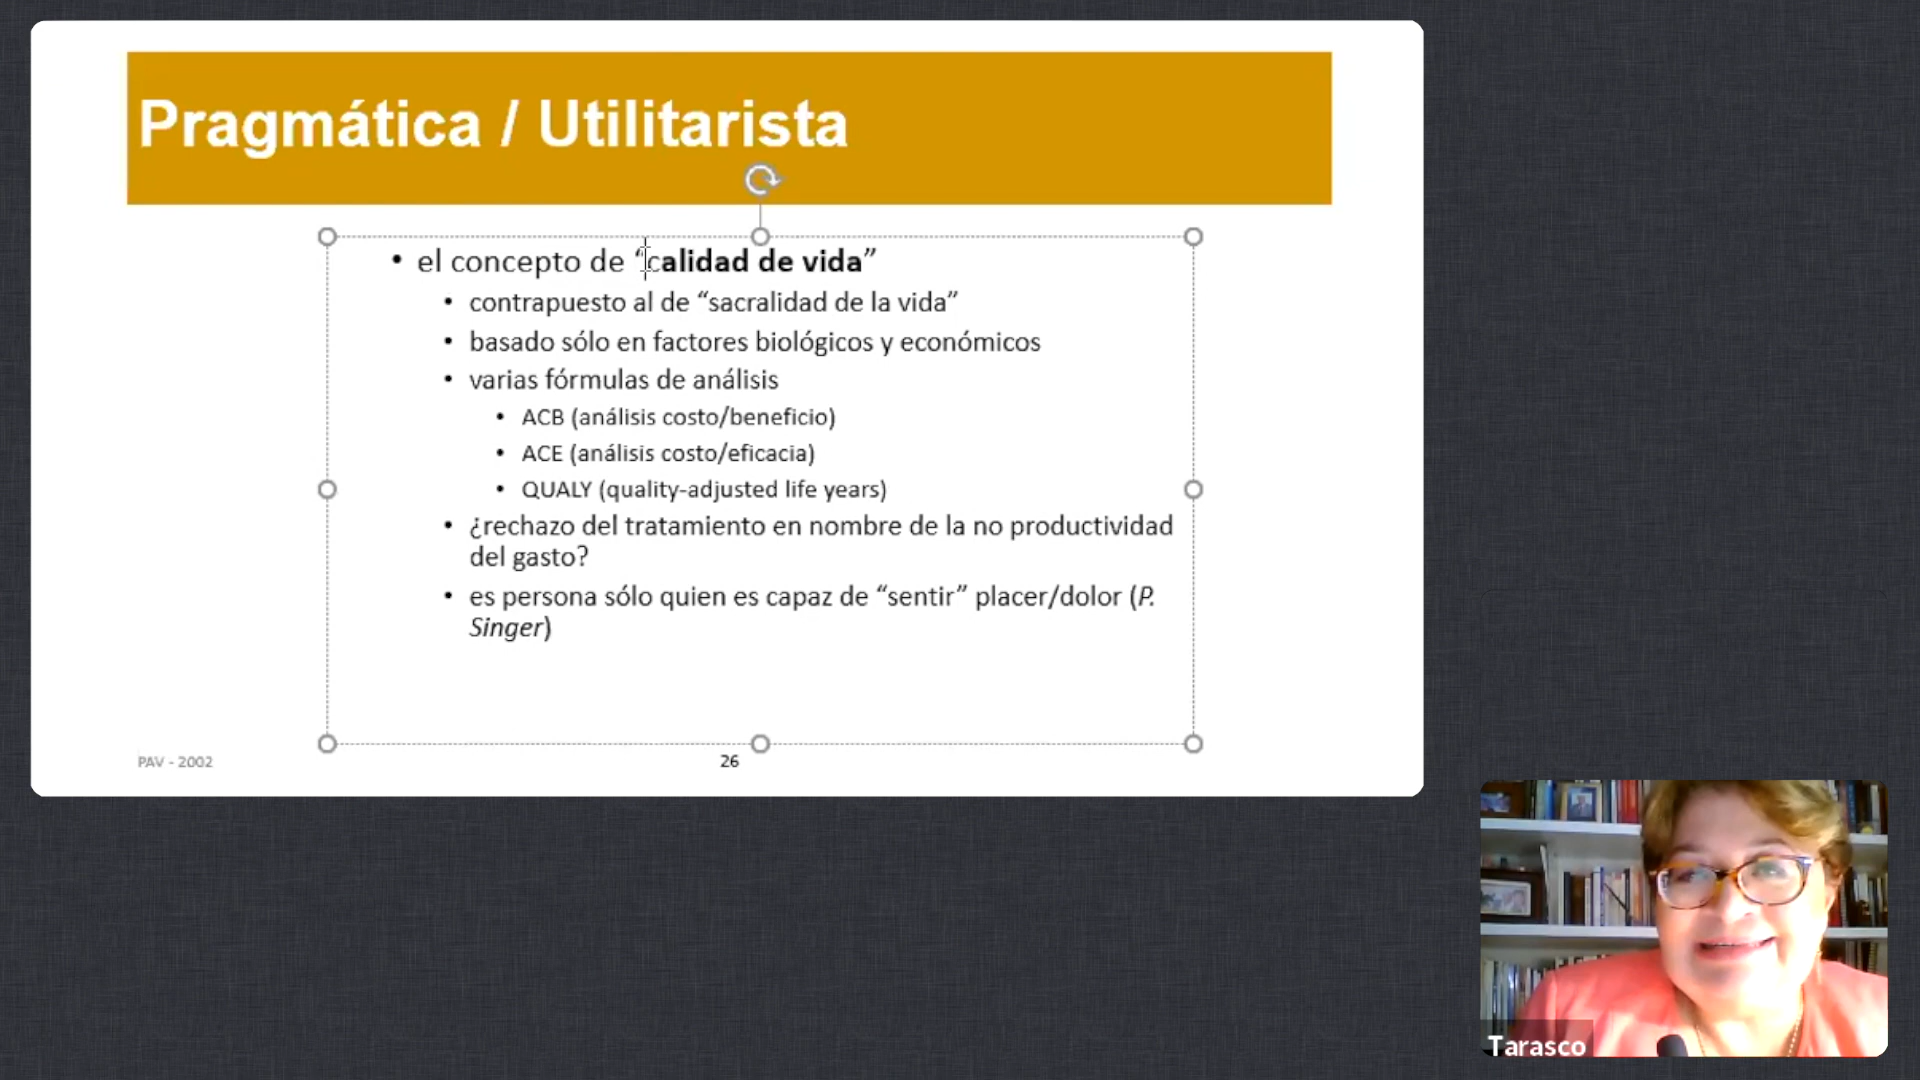 Pragmática / Utilitarista
• el concepto de “calidad de vida”
• contrapuesto al de “sacralidad de la vida”
• basado sólo en factores biológicos y económicos
• varias fórmulas de análisis
• ACB (análisis costo/beneficio)
• ACE (análisis costo/eficacia)
• QUALY (quality-adjusted life years)
• ¿rechazo del tratamiento en nombre de la no productividad
del gasto?
• es persona sólo quien es capaz de “sentir” placer/dolor (P.
Singer)
PAV - 2002
26
Tarasco